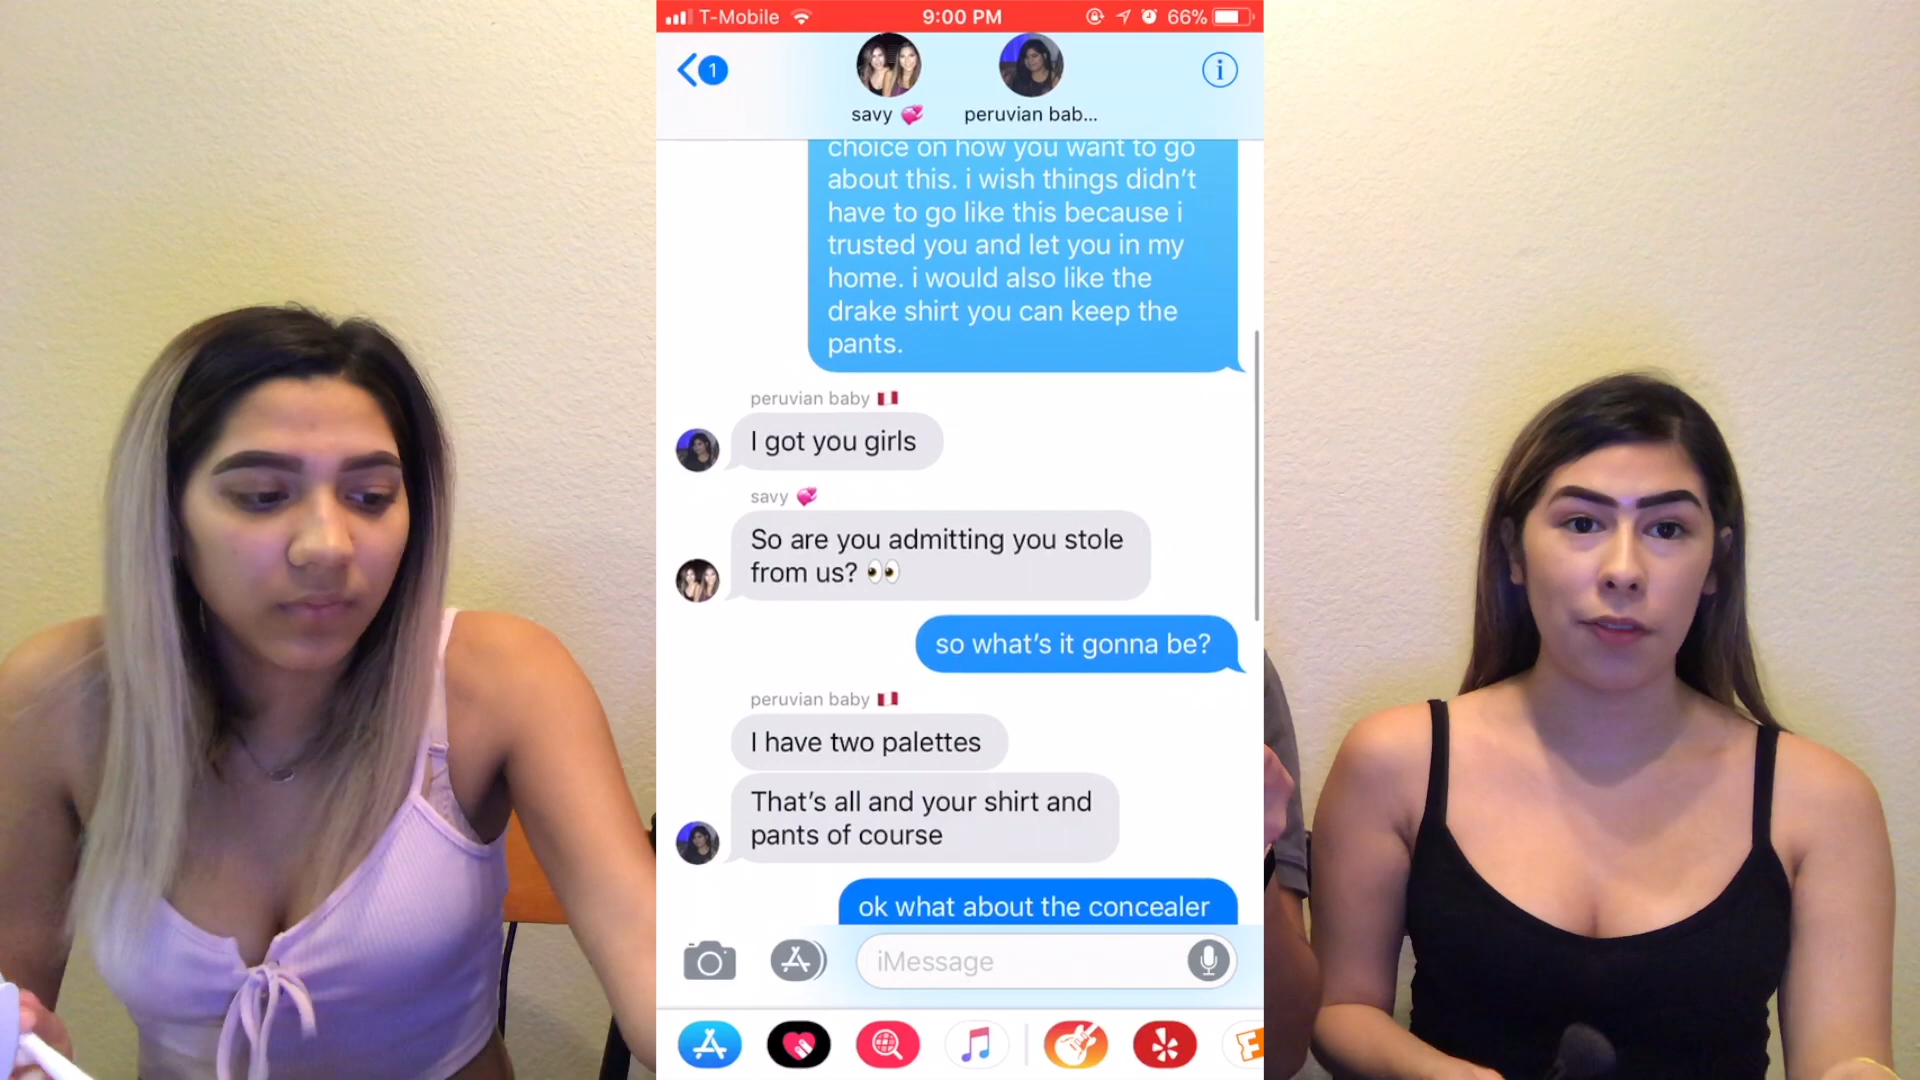 T-Mobile
9:00 PM
66%
1
savy 💞
peruvian bab...
choice on how you want to go
about this. i wish things didn't
have to go like this because i
trusted you and let you in my
home. i would also like the
drake shirt you can keep the
pants.
peruvian baby 🇵🇪
I got you girls
savy 💞
So are you admitting you stole
from us? 👀
so what's it gonna be?
peruvian baby 🇵🇪
I have two palettes
That's all and your shirt and
pants of course
ok what about the concealer
iMessage